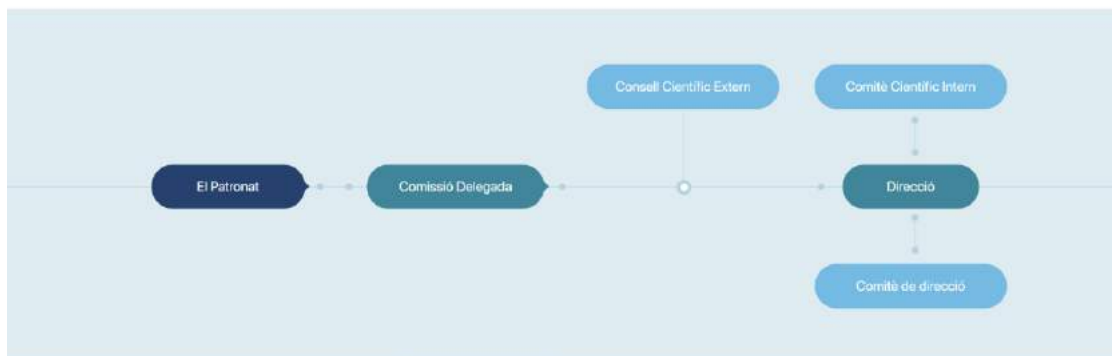 Consell Científic Extern
Comitè Científic Intern
El Patronat
Comissió Delegada
Direcció
Comitè de direcció